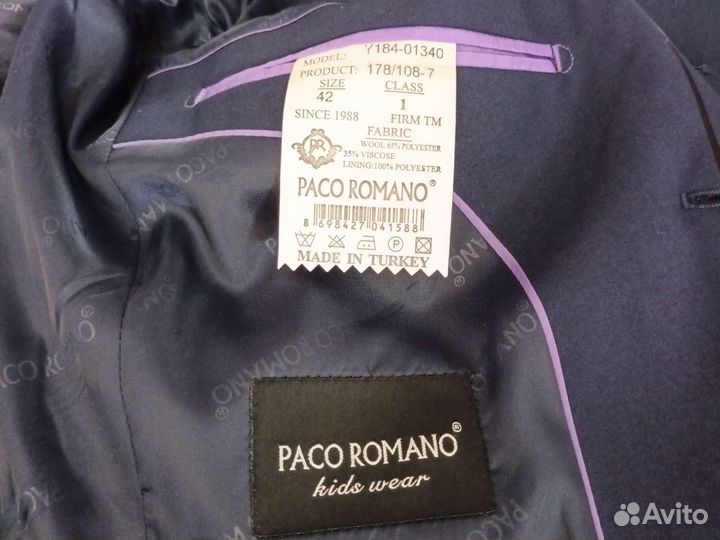 MODEL: Y184-01340
PRODUCT: 178/108-7
SIZE CLASS
42 1
SINCE 1988 FIRM TM
FABRIC
WOOL 65% POLYESTER
35% VISCOSE
LINING:100% POLYESTER
PR
PACO ROMANO®
8 698427 041588
MADE IN TURKEY
PACO ROMANO®
PACO ROMANO®
PACO ROMANO®
PACO ROMANO®
kids wear
Avito